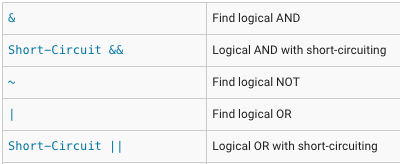 & Find logical AND
Short-Circuit && Logical AND with short-circuiting
~ Find logical NOT
| Find logical OR
Short-Circuit || Logical OR with short-circuiting